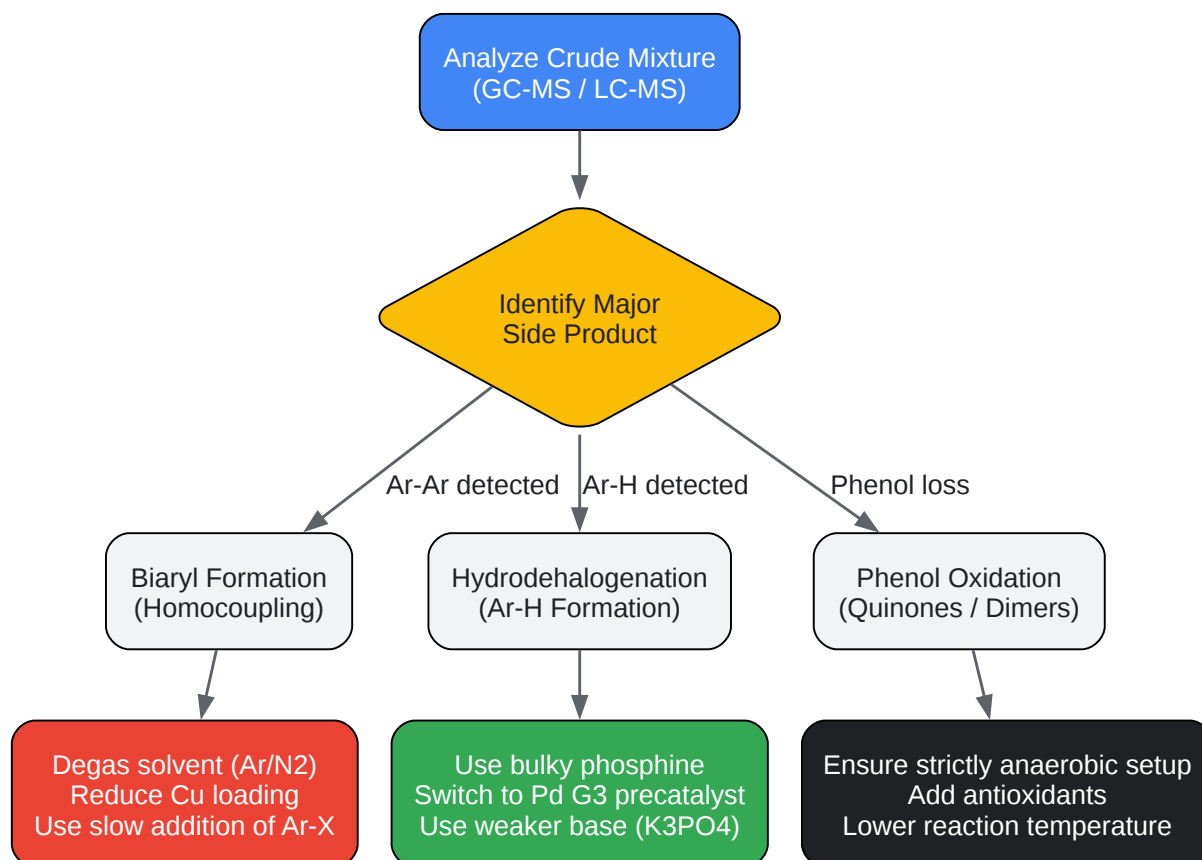 Analyze Crude Mixture
(GC-MS / LC-MS)
Identify Major
Side Product
Ar-Ar detected
Ar-H detected
Phenol loss
Biaryl Formation
(Homocoupling)
Hydrodehalogenation
(Ar-H Formation)
Phenol Oxidation
(Quinones / Dimers)
Degas solvent (Ar/N2)
Reduce Cu loading
Use slow addition of Ar-X
Use bulky phosphine
Switch to Pd G3 precatalyst
Use weaker base (K3PO4)
Ensure strictly anaerobic setup
Add antioxidants
Lower reaction temperature